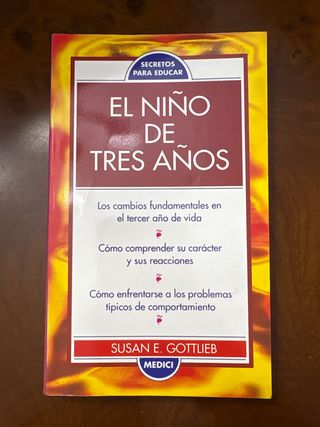 SECRETOS
PARA EDUCAR
EL NIÑO
DE
TRES AÑOS
Los cambios fundamentales en
el tercer año de vida
Cómo comprender su carácter
y sus reacciones
Cómo enfrentarse a los problemas
típicos de comportamiento
SUSAN E. GOTTLIEB
MEDICI